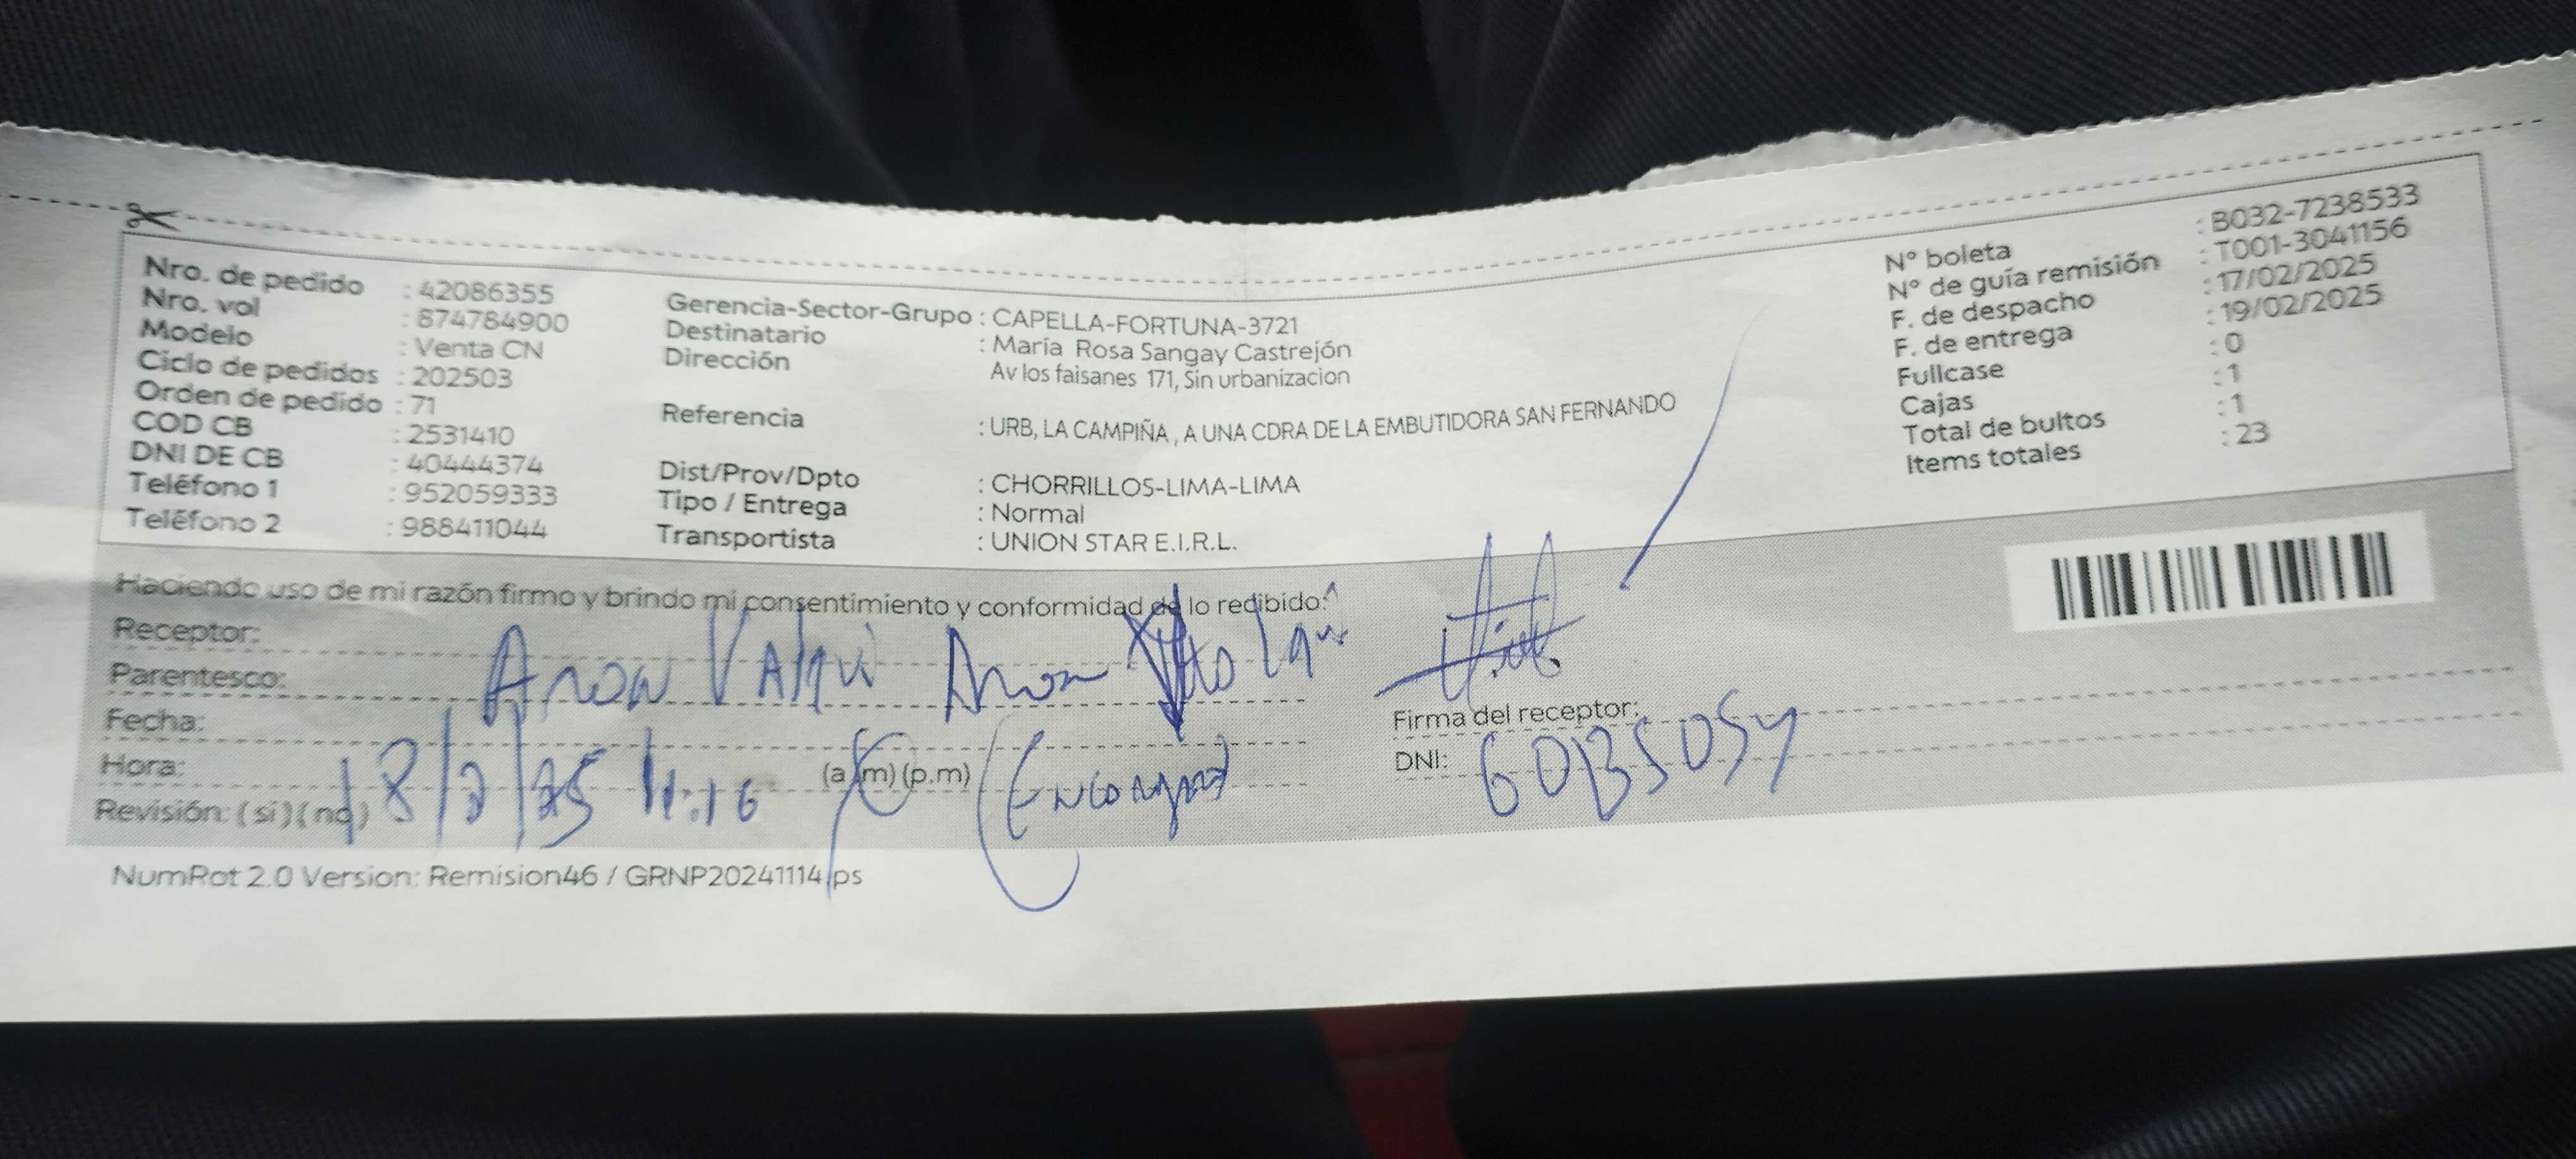 Nro. de pedido : 42086355
Nro. vol : 874784900
Modelo : Venta CN
Ciclo de pedidos : 202503
Orden de pedido : 71
COD CB : 2531410
DNI DE CB : 40444374
Teléfono 1 : 952059333
Teléfono 2 : 988411044
Gerencia-Sector-Grupo : CAPELLA-FORTUNA-3721
Destinatario : María Rosa Sangay Castrejón
Dirección Av los faisanes 171, Sin urbanizacion
Referencia : URB, LA CAMPIÑA , A UNA CDRA DE LA EMBUTIDORA SAN FERNANDO
Dist/Prov/Dpto : CHORRILLOS-LIMA-LIMA
Tipo / Entrega : Normal
Transportista : UNION STAR E.I.R.L.
N° boleta : B032-7238533
N° de guía remisión : T001-3041156
F. de despacho : 17/02/2025
F. de entrega : 19/02/2025
Fullcase : 0
Cajas : 1
Total de bultos : 1
Items totales : 23
Haciendo uso de mi razón firmo y brindo mi consentimiento y conformidad de lo recibido:
Receptor:
Parentesco: Aron
Fecha:
Hora: 18/2/25 11:16 (a.m) (p.m)
Revisión: ( si ) ( no )
Firma del receptor:
DNI:
NumRot 2.0 Version: Remision46 / GRNP20241114.ps